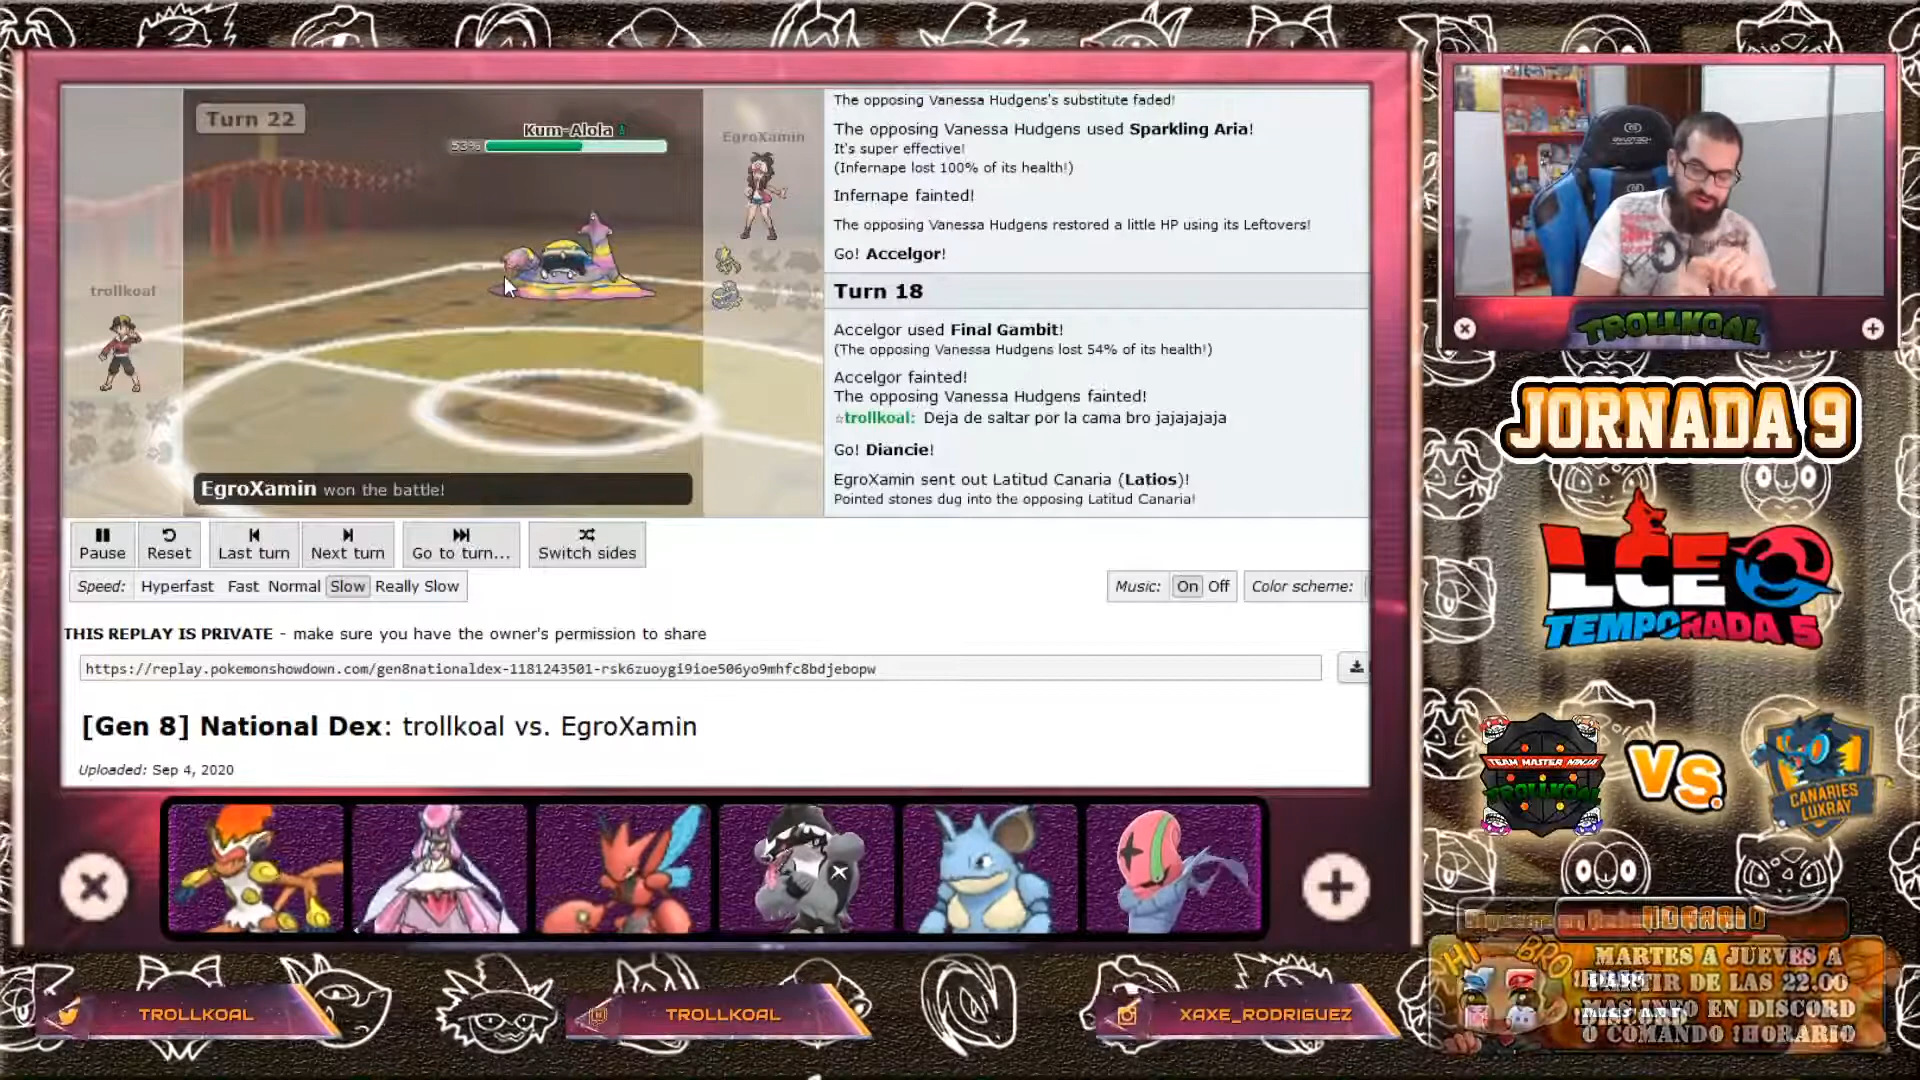 Turn 22
Kum-Alola
53%
EgroXamin
trollkoal
EgroXamin won the battle!
The opposing Vanessa Hudgens's substitute faded!
The opposing Vanessa Hudgens used Sparkling Aria!
It's super effective!
(Infernape lost 100% of its health!)
Infernape fainted!
The opposing Vanessa Hudgens restored a little HP using its Leftovers!
Go! Accelgor!
Turn 18
Accelgor used Final Gambit!
(The opposing Vanessa Hudgens lost 54% of its health!)
Accelgor fainted!
The opposing Vanessa Hudgens fainted!
☆trollkoal: Deja de saltar por la cama bro jajajajaja
Go! Diancie!
EgroXamin sent out Latitud Canaria (Latios)!
Pointed stones dug into the opposing Latitud Canaria!
Pause
Reset
Last turn
Next turn
Go to turn...
Switch sides
Speed: Hyperfast Fast Normal Slow Really Slow
Music: On Off
Color scheme:
THIS REPLAY IS PRIVATE - make sure you have the owner's permission to share
https://replay.pokemonshowdown.com/gen8nationaldex-1181243501-rsk6zuoygi9ioe506yo9mhfc8bdjebopw
[Gen 8] National Dex: trollkoal vs. EgroXamin
Uploaded: Sep 4, 2020
TROLLKOAL
JORNADA 9
LCE
TEMPORADA 5
TEAM MASTER NINJA
TROLLKOAL
VS.
CANARIES
LUXRAY
HORARIO
HI BRO
MARTES A JUEVES A
PARTIR DE LAS 22.00
MAS INFO EN DISCORD
O COMANDO !HORARIO
TROLLKOAL
TROLLKOAL
XAXE_RODRIGUEZ